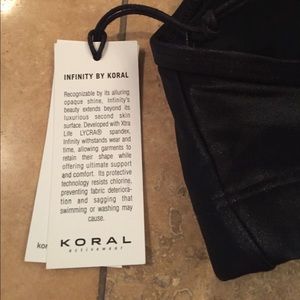 INFINITY BY KORAL
Recognizable by its alluring
opaque shine, Infinity's
beauty extends beyond its
luxurious second skin
surface. Developed with Xtra
Life LYCRA® spandex,
Infinity withstands wear and
time, allowing garments to
retain their shape while
offering ultimate support
and comfort. Its protective
technology resists chlorine,
preventing fabric deteriora-
tion and sagging that
swimming or washing may
cause.
KORAL
activewear